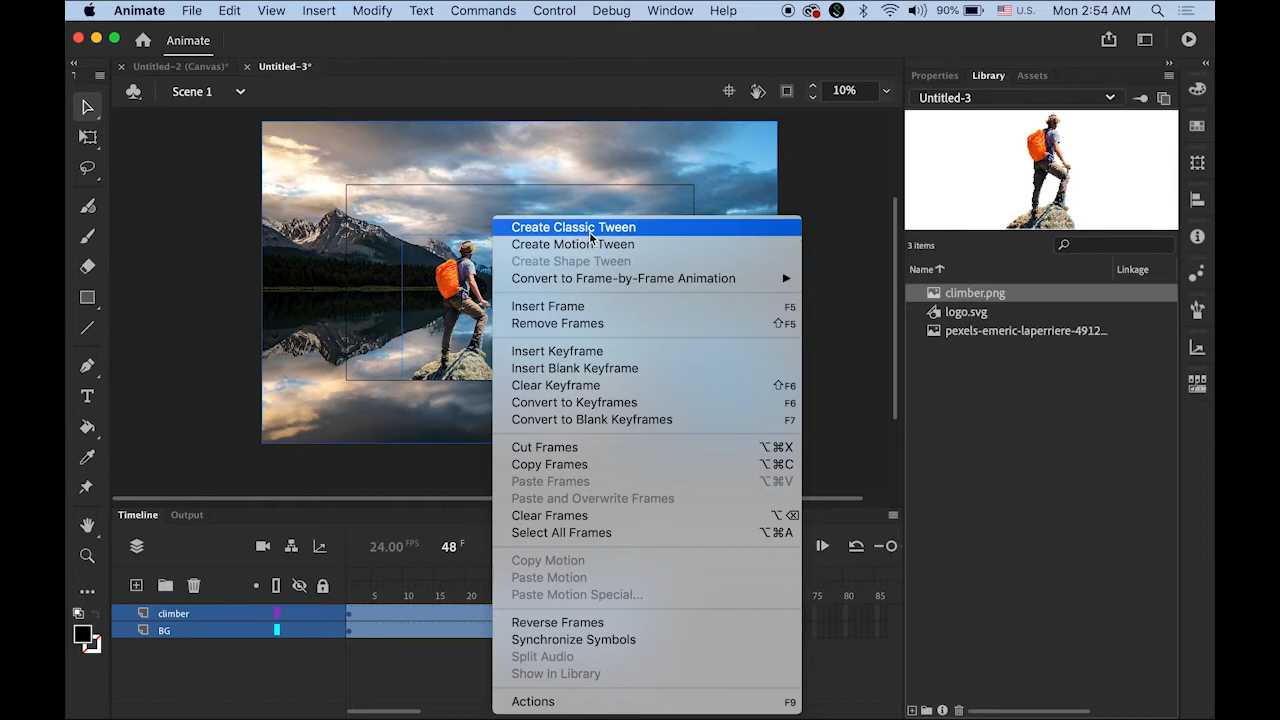 Animate File Edit View Insert Modify Text Commands Control Debug Window Help 90% U.S. Mon 2:54 AM
Animate
Untitled-2 (Canvas)* Untitled-3*
Scene 1 10%
Properties Library Assets
Untitled-3
3 items
Name Linkage
climber.png
logo.svg
pexels-emeric-laperriere-4912...
Create Classic Tween
Create Motion Tween
Create Shape Tween
Convert to Frame-by-Frame Animation
Insert Frame F5
Remove Frames ⇧F5
Insert Keyframe
Insert Blank Keyframe
Clear Keyframe ⇧F6
Convert to Keyframes F6
Convert to Blank Keyframes F7
Cut Frames ⌥⌘X
Copy Frames ⌥⌘C
Paste Frames ⌥⌘V
Paste and Overwrite Frames
Clear Frames ⌥⌫
Select All Frames ⌥⌘A
Copy Motion
Paste Motion
Paste Motion Special...
Reverse Frames
Synchronize Symbols
Split Audio
Show In Library
Actions F9
Timeline Output
24.00 FPS 48 F
5 10 15 20 75 80 85
climber
BG